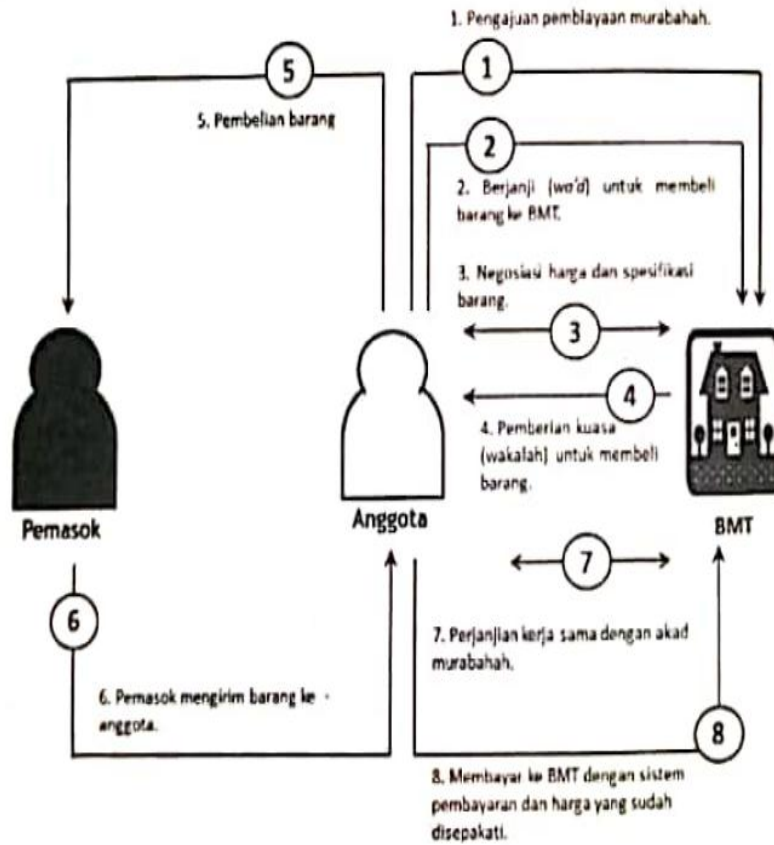 1. Pengajuan pembiayaan murabahah.
1
5
5. Pembelian barang
2
2. Berjanji (wa'd) untuk membeli
barang ke BMT.
3. Negosiasi harga dan spesifikasi
barang.
3
4
4. Pemberian kuasa
(wakalah) untuk membeli
barang.
Pemasok
Anggota
BMT
7
6
7. Perjanjian kerja sama dengan akad
murabahah.
6. Pemasok mengirim barang ke -
anggota.
8
8. Membayar ke BMT dengan sistem
pembayaran dan harga yang sudah
disepakati.